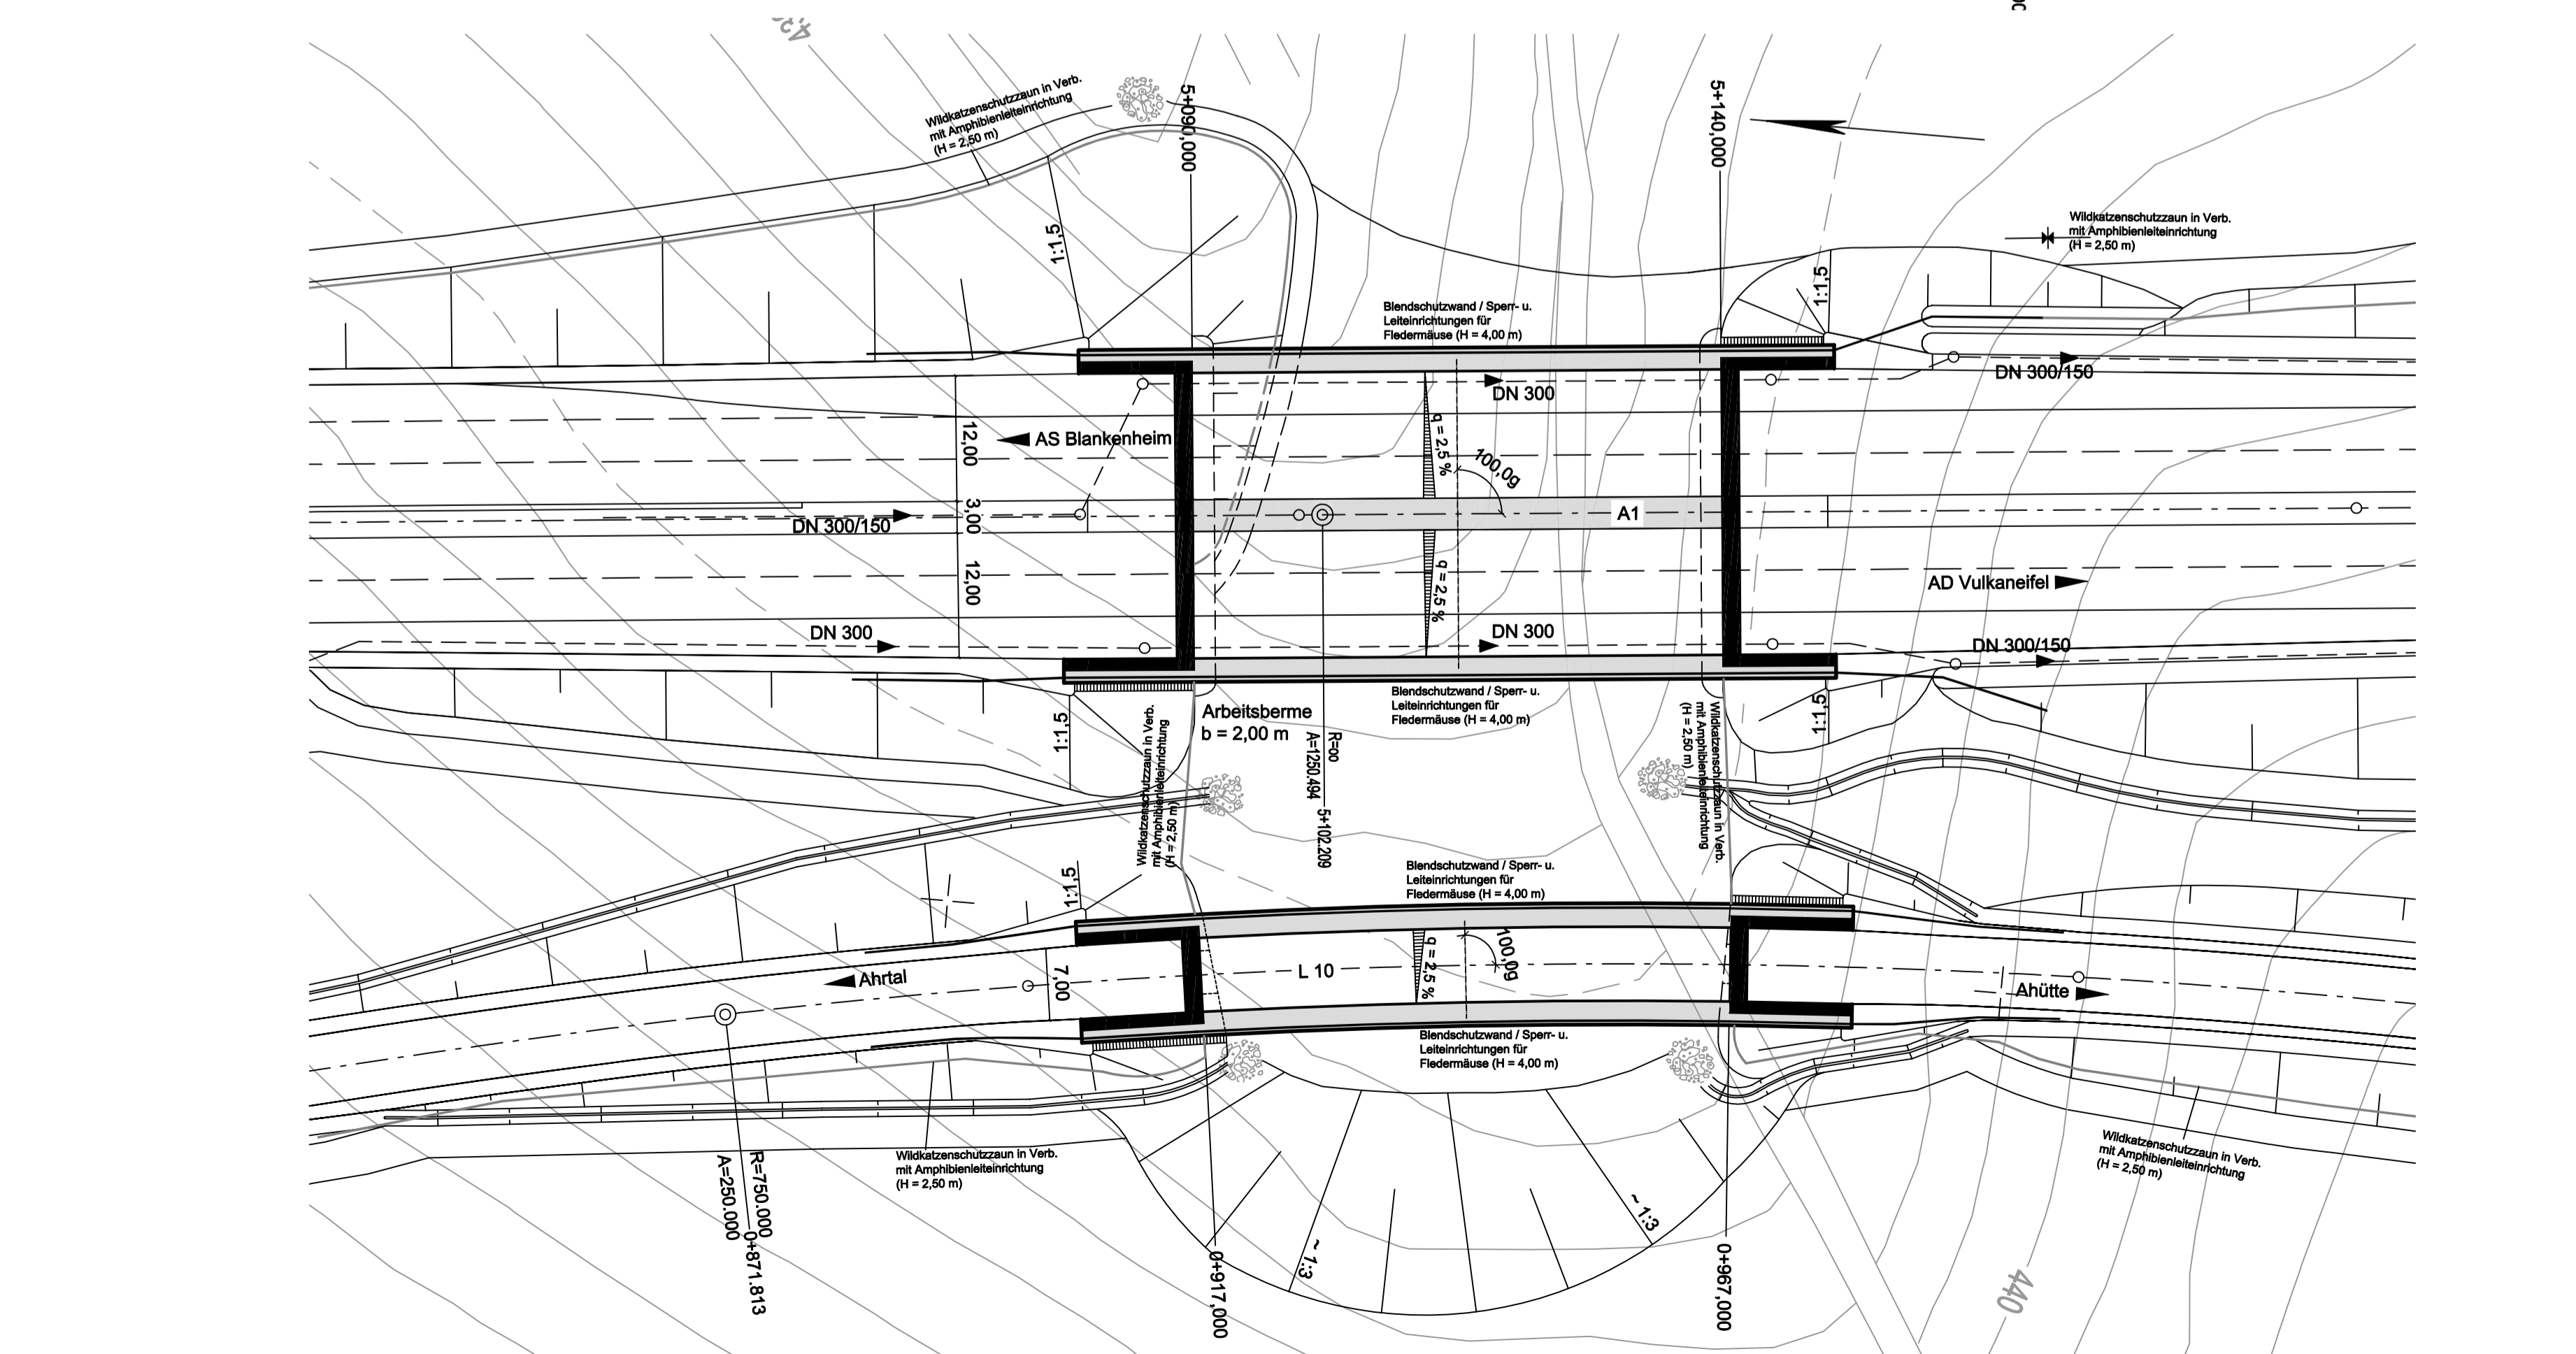 Wildkatzenschutzzaun in Verb.
mit Amphibienleiteinrichtung
(H = 2,50 m)
5+090,000
5+140,000
Wildkatzenschutzzaun in Verb.
mit Amphibienleiteinrichtung
(H = 2,50 m)
1:1,5
1:1,5
Blendschutzwand / Sperr- u.
Leiteinrichtungen für
Fledermäuse (H = 4,00 m)
DN 300
DN 300/150
12,00
AS Blankenheim
q = 2,5 %
100,0g
3,00
DN 300/150
A1
12,00
q = 2,5 %
AD Vulkaneifel
DN 300
DN 300
DN 300/150
1:1,5
Wildkatzenschutzzaun in Verb.
mit Amphibienleiteinrichtung
(H = 2,50 m)
Arbeitsberme
b = 2,00 m
R=∞
A=1250.494
5+102.209
Blendschutzwand / Sperr- u.
Leiteinrichtungen für
Fledermäuse (H = 4,00 m)
Wildkatzenschutzzaun in Verb.
mit Amphibienleiteinrichtung
(H = 2,50 m)
1:1,5
1:1,5
Blendschutzwand / Sperr- u.
Leiteinrichtungen für
Fledermäuse (H = 4,00 m)
Ahrtal
7,00
L 10
q = 2,5 %
100,0g
Ahütte
Blendschutzwand / Sperr- u.
Leiteinrichtungen für
Fledermäuse (H = 4,00 m)
R=750.000
A=250.000
0+871.813
Wildkatzenschutzzaun in Verb.
mit Amphibienleiteinrichtung
(H = 2,50 m)
0+917,000
~ 1:3
~ 1:3
0+967,000
Wildkatzenschutzzaun in Verb.
mit Amphibienleiteinrichtung
(H = 2,50 m)
440